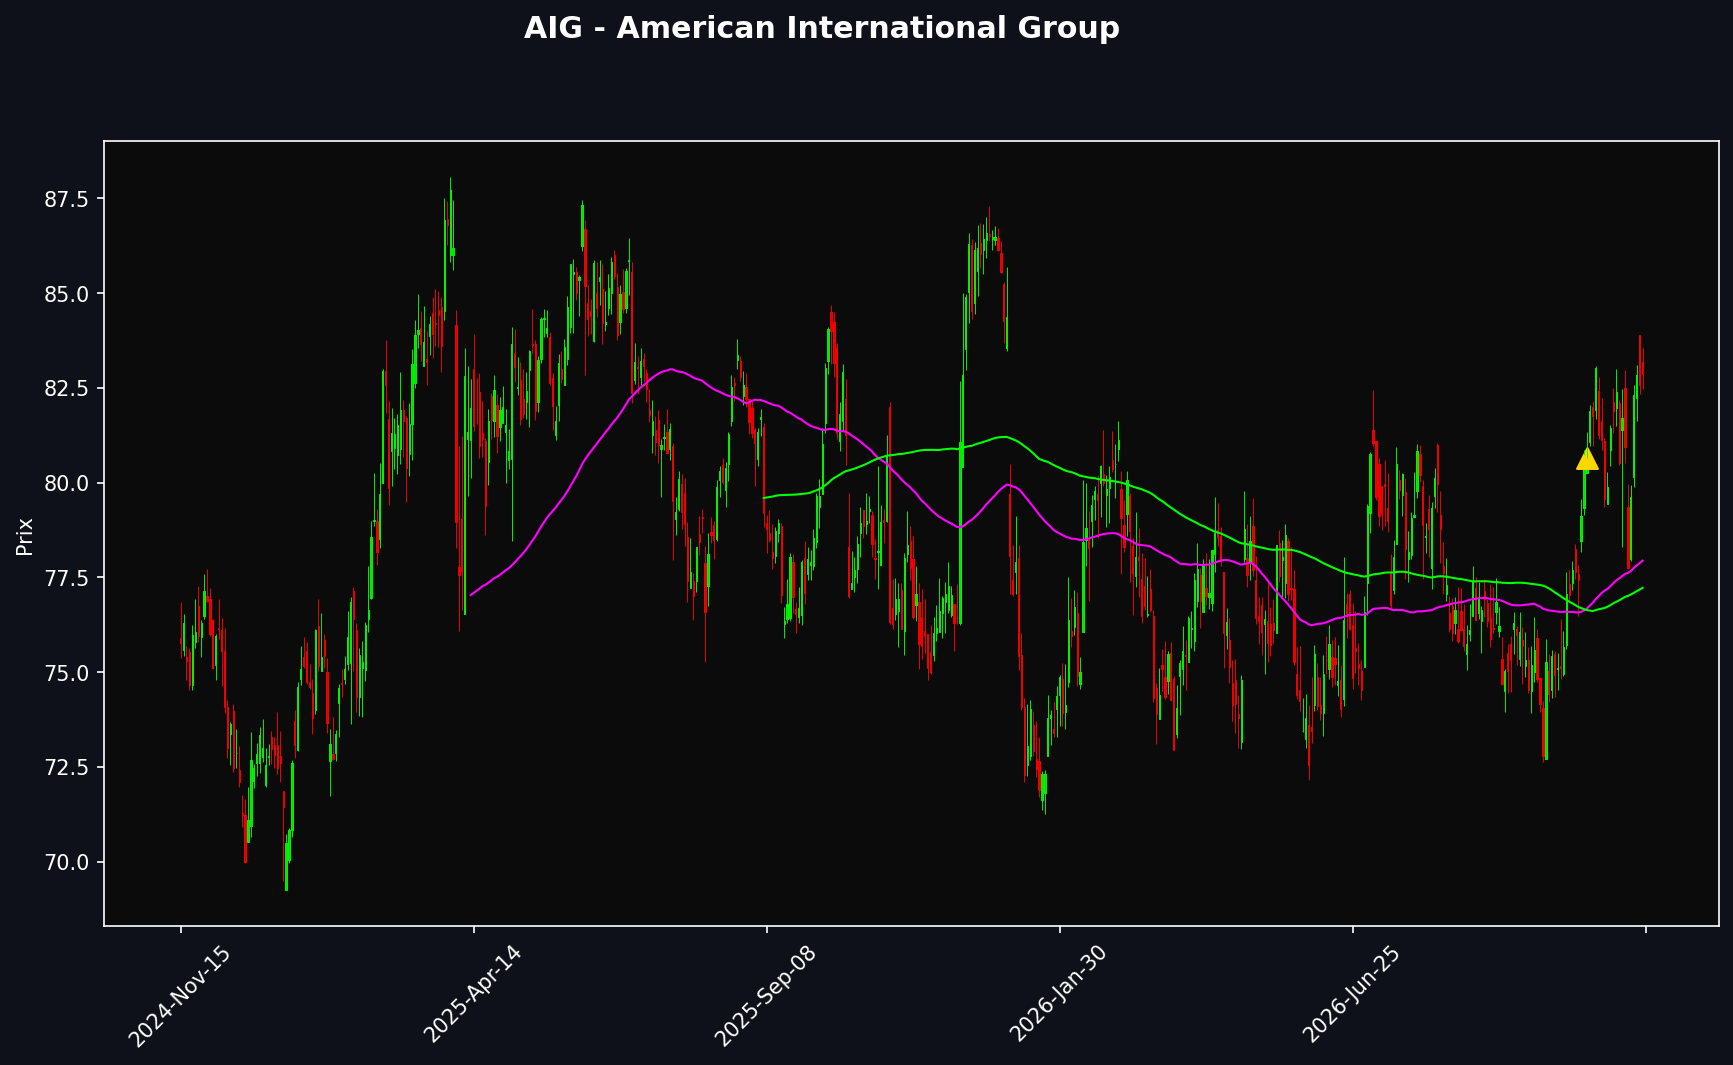 AIG - American International Group
Prix
87.5
85.0
82.5
80.0
77.5
75.0
72.5
70.0
2024-Nov-15
2025-Apr-14
2025-Sep-08
2026-Jan-30
2026-Jun-25